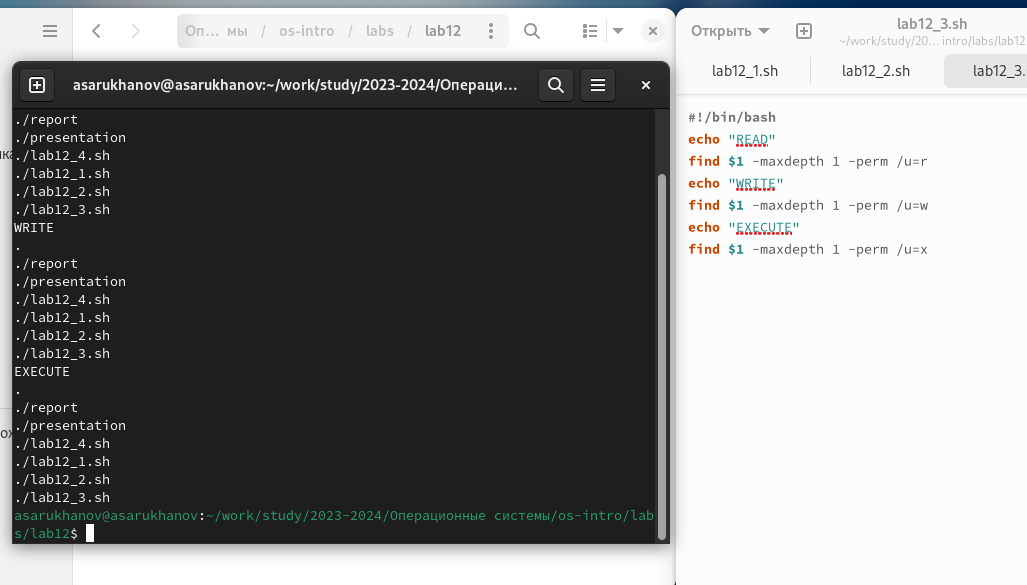 Оп… мы / os-intro / labs / lab12
Открыть
lab12_3.sh
~/work/study/20… intro/labs/lab12
lab12_1.sh
lab12_2.sh
lab12_3.
asarukhanov@asarukhanov:~/work/study/2023-2024/Операци…
./report
./presentation
./lab12_4.sh
./lab12_1.sh
./lab12_2.sh
./lab12_3.sh
WRITE
.
./report
./presentation
./lab12_4.sh
./lab12_1.sh
./lab12_2.sh
./lab12_3.sh
EXECUTE
.
./report
./presentation
./lab12_4.sh
./lab12_1.sh
./lab12_2.sh
./lab12_3.sh
asarukhanov@asarukhanov:~/work/study/2023-2024/Операционные системы/os-intro/lab
s/lab12$
#!/bin/bash
echo "READ"
find $1 -maxdepth 1 -perm /u=r
echo "WRITE"
find $1 -maxdepth 1 -perm /u=w
echo "EXECUTE"
find $1 -maxdepth 1 -perm /u=x